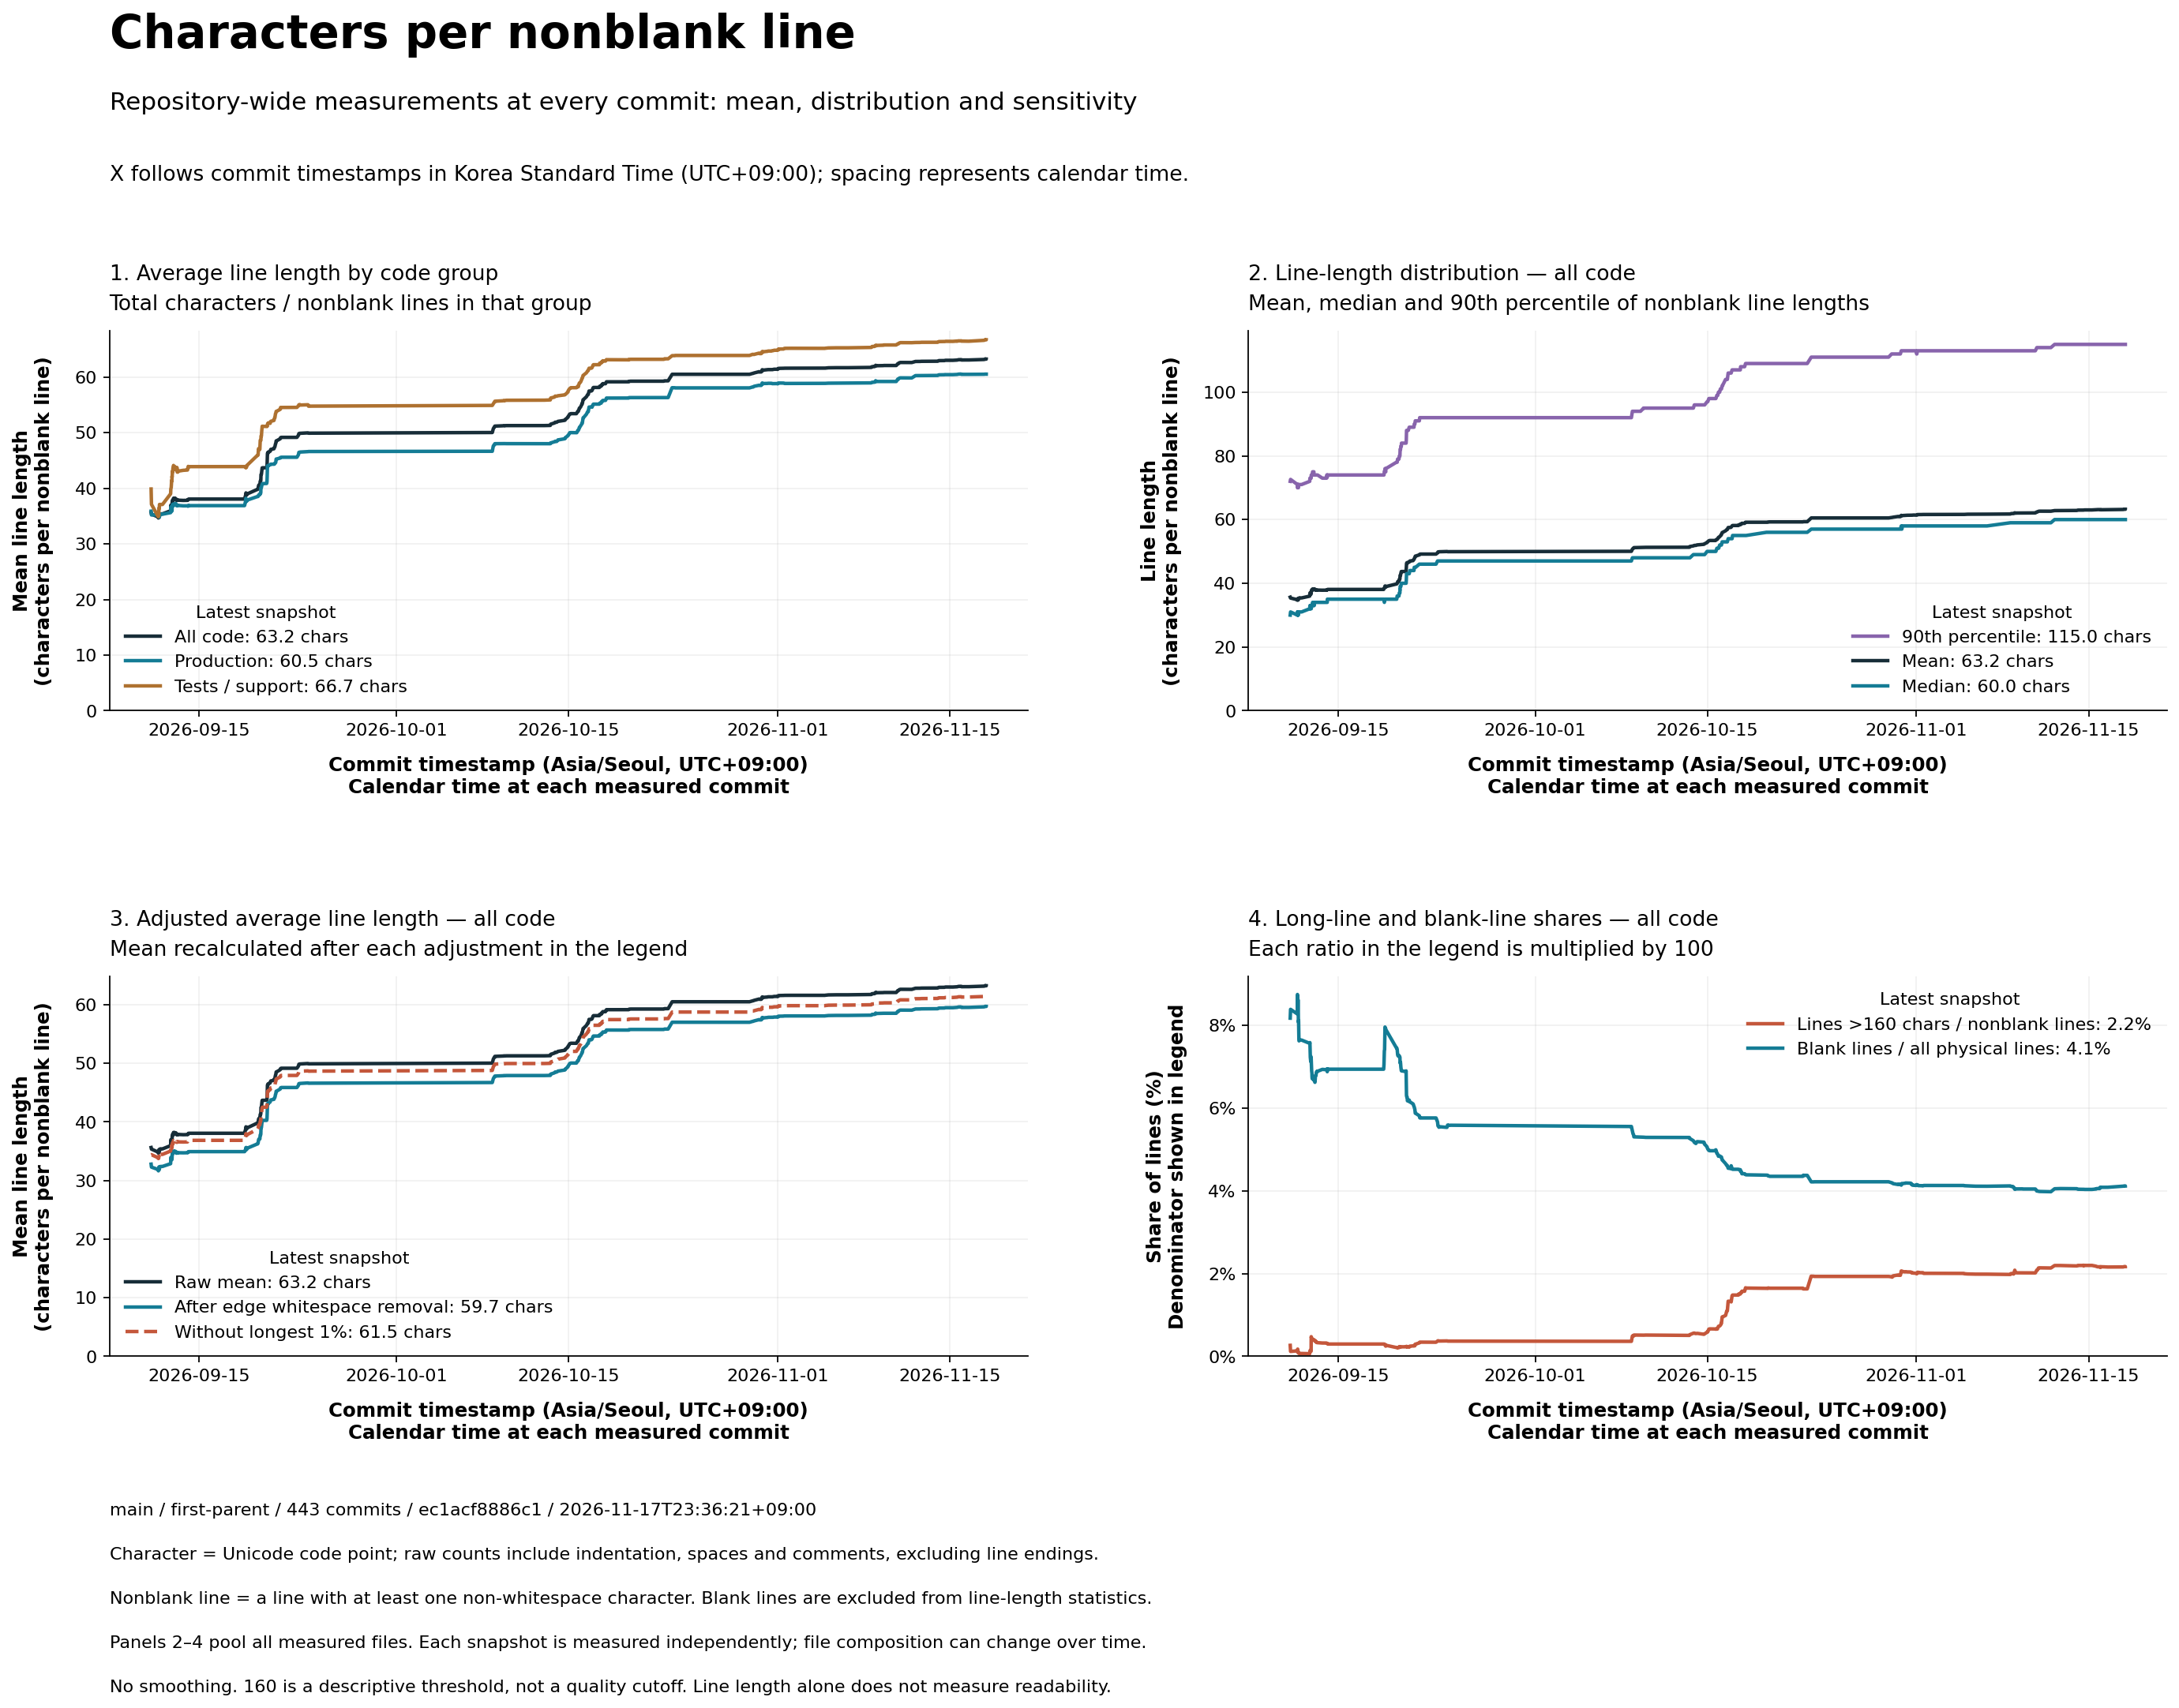 Characters per nonblank line
Repository-wide measurements at every commit: mean, distribution and sensitivity
X follows commit timestamps in Korea Standard Time (UTC+09:00); spacing represents calendar time.
1. Average line length by code group
Total characters / nonblank lines in that group
Mean line length
(characters per nonblank line)
60
50
40
30
20
10
0
Latest snapshot
All code: 63.2 chars
Production: 60.5 chars
Tests / support: 66.7 chars
2026-09-15
2026-10-01
2026-10-15
2026-11-01
2026-11-15
Commit timestamp (Asia/Seoul, UTC+09:00)
Calendar time at each measured commit
2. Line-length distribution — all code
Mean, median and 90th percentile of nonblank line lengths
Line length
(characters per nonblank line)
100
80
60
40
20
0
Latest snapshot
90th percentile: 115.0 chars
Mean: 63.2 chars
Median: 60.0 chars
2026-09-15
2026-10-01
2026-10-15
2026-11-01
2026-11-15
Commit timestamp (Asia/Seoul, UTC+09:00)
Calendar time at each measured commit
3. Adjusted average line length — all code
Mean recalculated after each adjustment in the legend
Mean line length
(characters per nonblank line)
60
50
40
30
20
10
0
Latest snapshot
Raw mean: 63.2 chars
After edge whitespace removal: 59.7 chars
Without longest 1%: 61.5 chars
2026-09-15
2026-10-01
2026-10-15
2026-11-01
2026-11-15
Commit timestamp (Asia/Seoul, UTC+09:00)
Calendar time at each measured commit
4. Long-line and blank-line shares — all code
Each ratio in the legend is multiplied by 100
Share of lines (%)
Denominator shown in legend
8%
6%
4%
2%
0%
Latest snapshot
Lines >160 chars / nonblank lines: 2.2%
Blank lines / all physical lines: 4.1%
2026-09-15
2026-10-01
2026-10-15
2026-11-01
2026-11-15
Commit timestamp (Asia/Seoul, UTC+09:00)
Calendar time at each measured commit
main / first-parent / 443 commits / ec1acf8886c1 / 2026-11-17T23:36:21+09:00
Character = Unicode code point; raw counts include indentation, spaces and comments, excluding line endings.
Nonblank line = a line with at least one non-whitespace character. Blank lines are excluded from line-length statistics.
Panels 2–4 pool all measured files. Each snapshot is measured independently; file composition can change over time.
No smoothing. 160 is a descriptive threshold, not a quality cutoff. Line length alone does not measure readability.